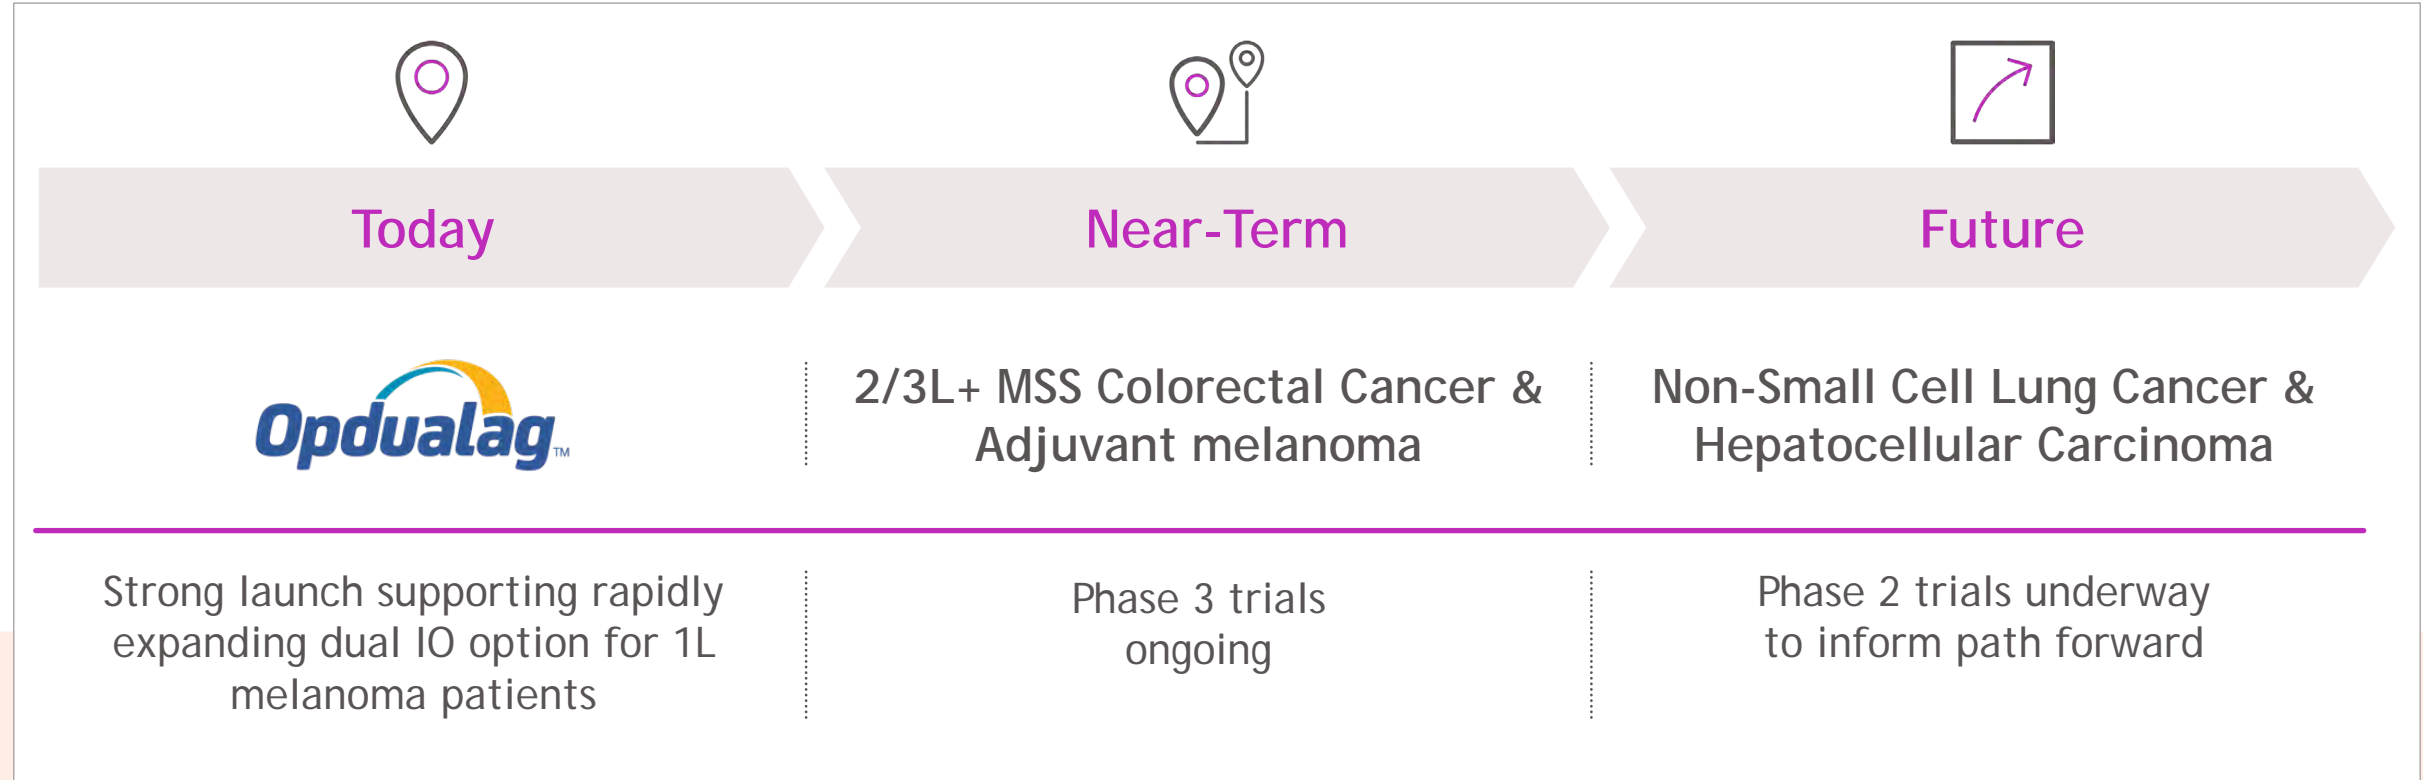 Today
Near-Term
Future
Opdualag™
2/3L+ MSS Colorectal Cancer &
Adjuvant melanoma
Non-Small Cell Lung Cancer &
Hepatocellular Carcinoma
Strong launch supporting rapidly
expanding dual IO option for 1L
melanoma patients
Phase 3 trials
ongoing
Phase 2 trials underway
to inform path forward